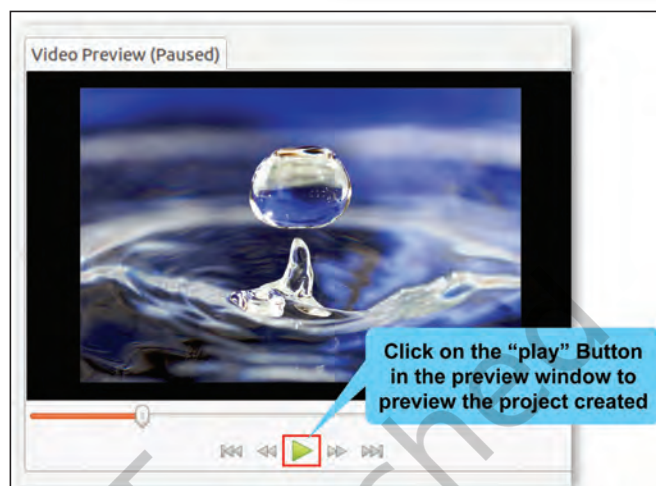 Video Preview (Paused)
Click on the “play” Button
in the preview window to
preview the project created